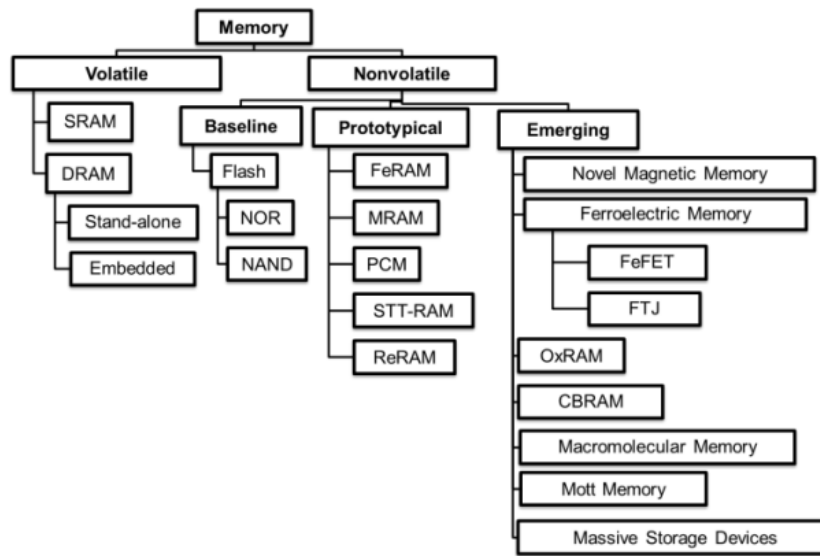 Memory
Volatile
Nonvolatile
SRAM
DRAM
Stand-alone
Embedded
Baseline
Flash
NOR
NAND
Prototypical
FeRAM
MRAM
PCM
STT-RAM
ReRAM
Emerging
Novel Magnetic Memory
Ferroelectric Memory
FeFET
FTJ
OxRAM
CBRAM
Macromolecular Memory
Mott Memory
Massive Storage Devices